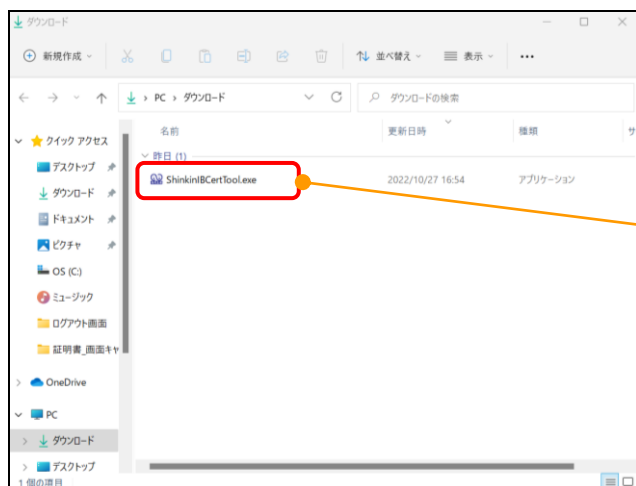 ダウンロード
新規作成
並べ替え
表示
PC › ダウンロード
ダウンロードの検索
名前 更新日時 種類 サ
昨日 (1)
ShinkinIBCertTool.exe 2022/10/27 16:54 アプリケーション
クイック アクセス
デスクトップ
ダウンロード
ドキュメント
ピクチャ
OS (C:)
ミュージック
ログアウト画面
証明書_画面キャ
OneDrive
PC
ダウンロード
デスクトップ
1 個の項目